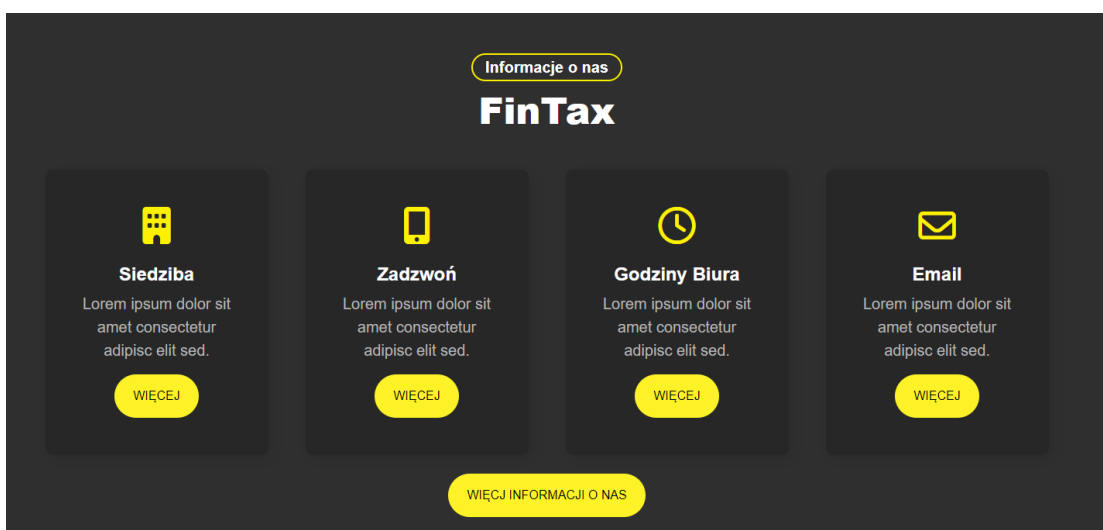 Informacje o nas
FinTax
Siedziba
Lorem ipsum dolor sit
amet consectetur
adipisc elit sed.
WIĘCEJ
Zadzwoń
Lorem ipsum dolor sit
amet consectetur
adipisc elit sed.
WIĘCEJ
Godziny Biura
Lorem ipsum dolor sit
amet consectetur
adipisc elit sed.
WIĘCEJ
Email
Lorem ipsum dolor sit
amet consectetur
adipisc elit sed.
WIĘCEJ
WIĘCJ INFORMACJI O NAS